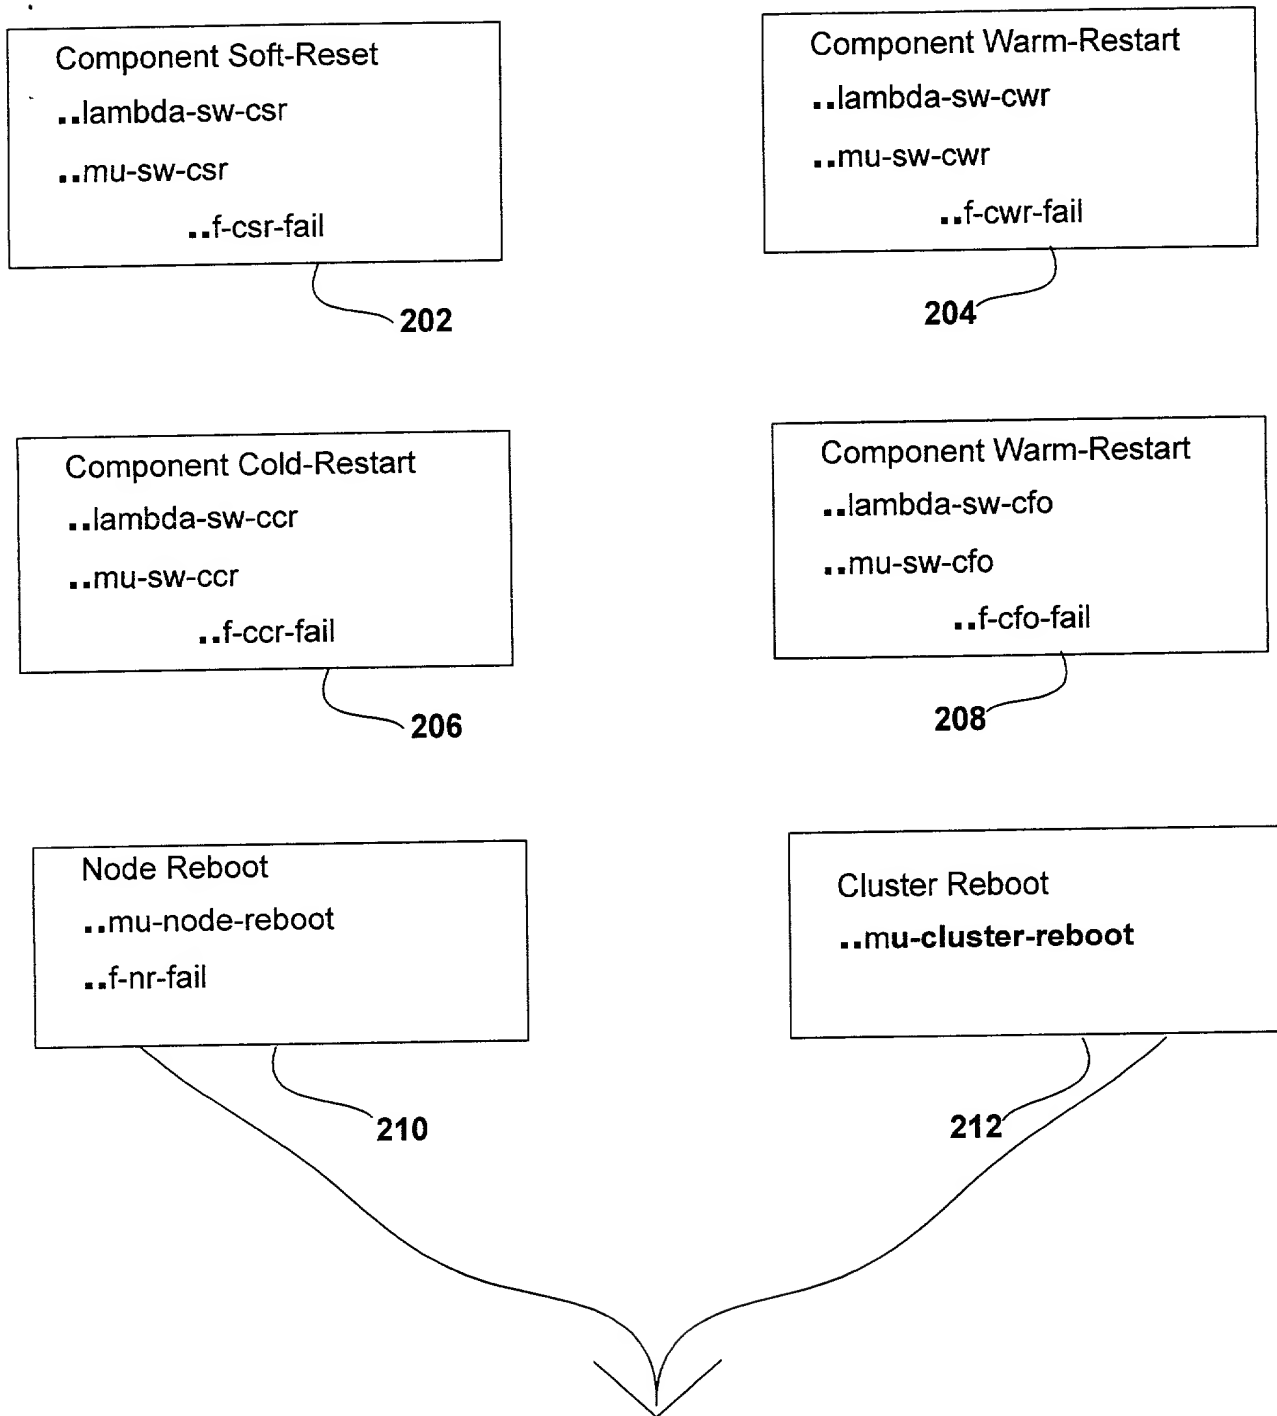 Component Soft-Reset
..lambda-sw-csr
..mu-sw-csr
..f-csr-fail
202
Component Warm-Restart
..lambda-sw-cwr
..mu-sw-cwr
..f-cwr-fail
204
Component Cold-Restart
..lambda-sw-ccr
..mu-sw-ccr
..f-ccr-fail
206
Component Warm-Restart
..lambda-sw-cfo
..mu-sw-cfo
..f-cfo-fail
208
Node Reboot
..mu-node-reboot
..f-nr-fail
210
Cluster Reboot
..mu-cluster-reboot
212